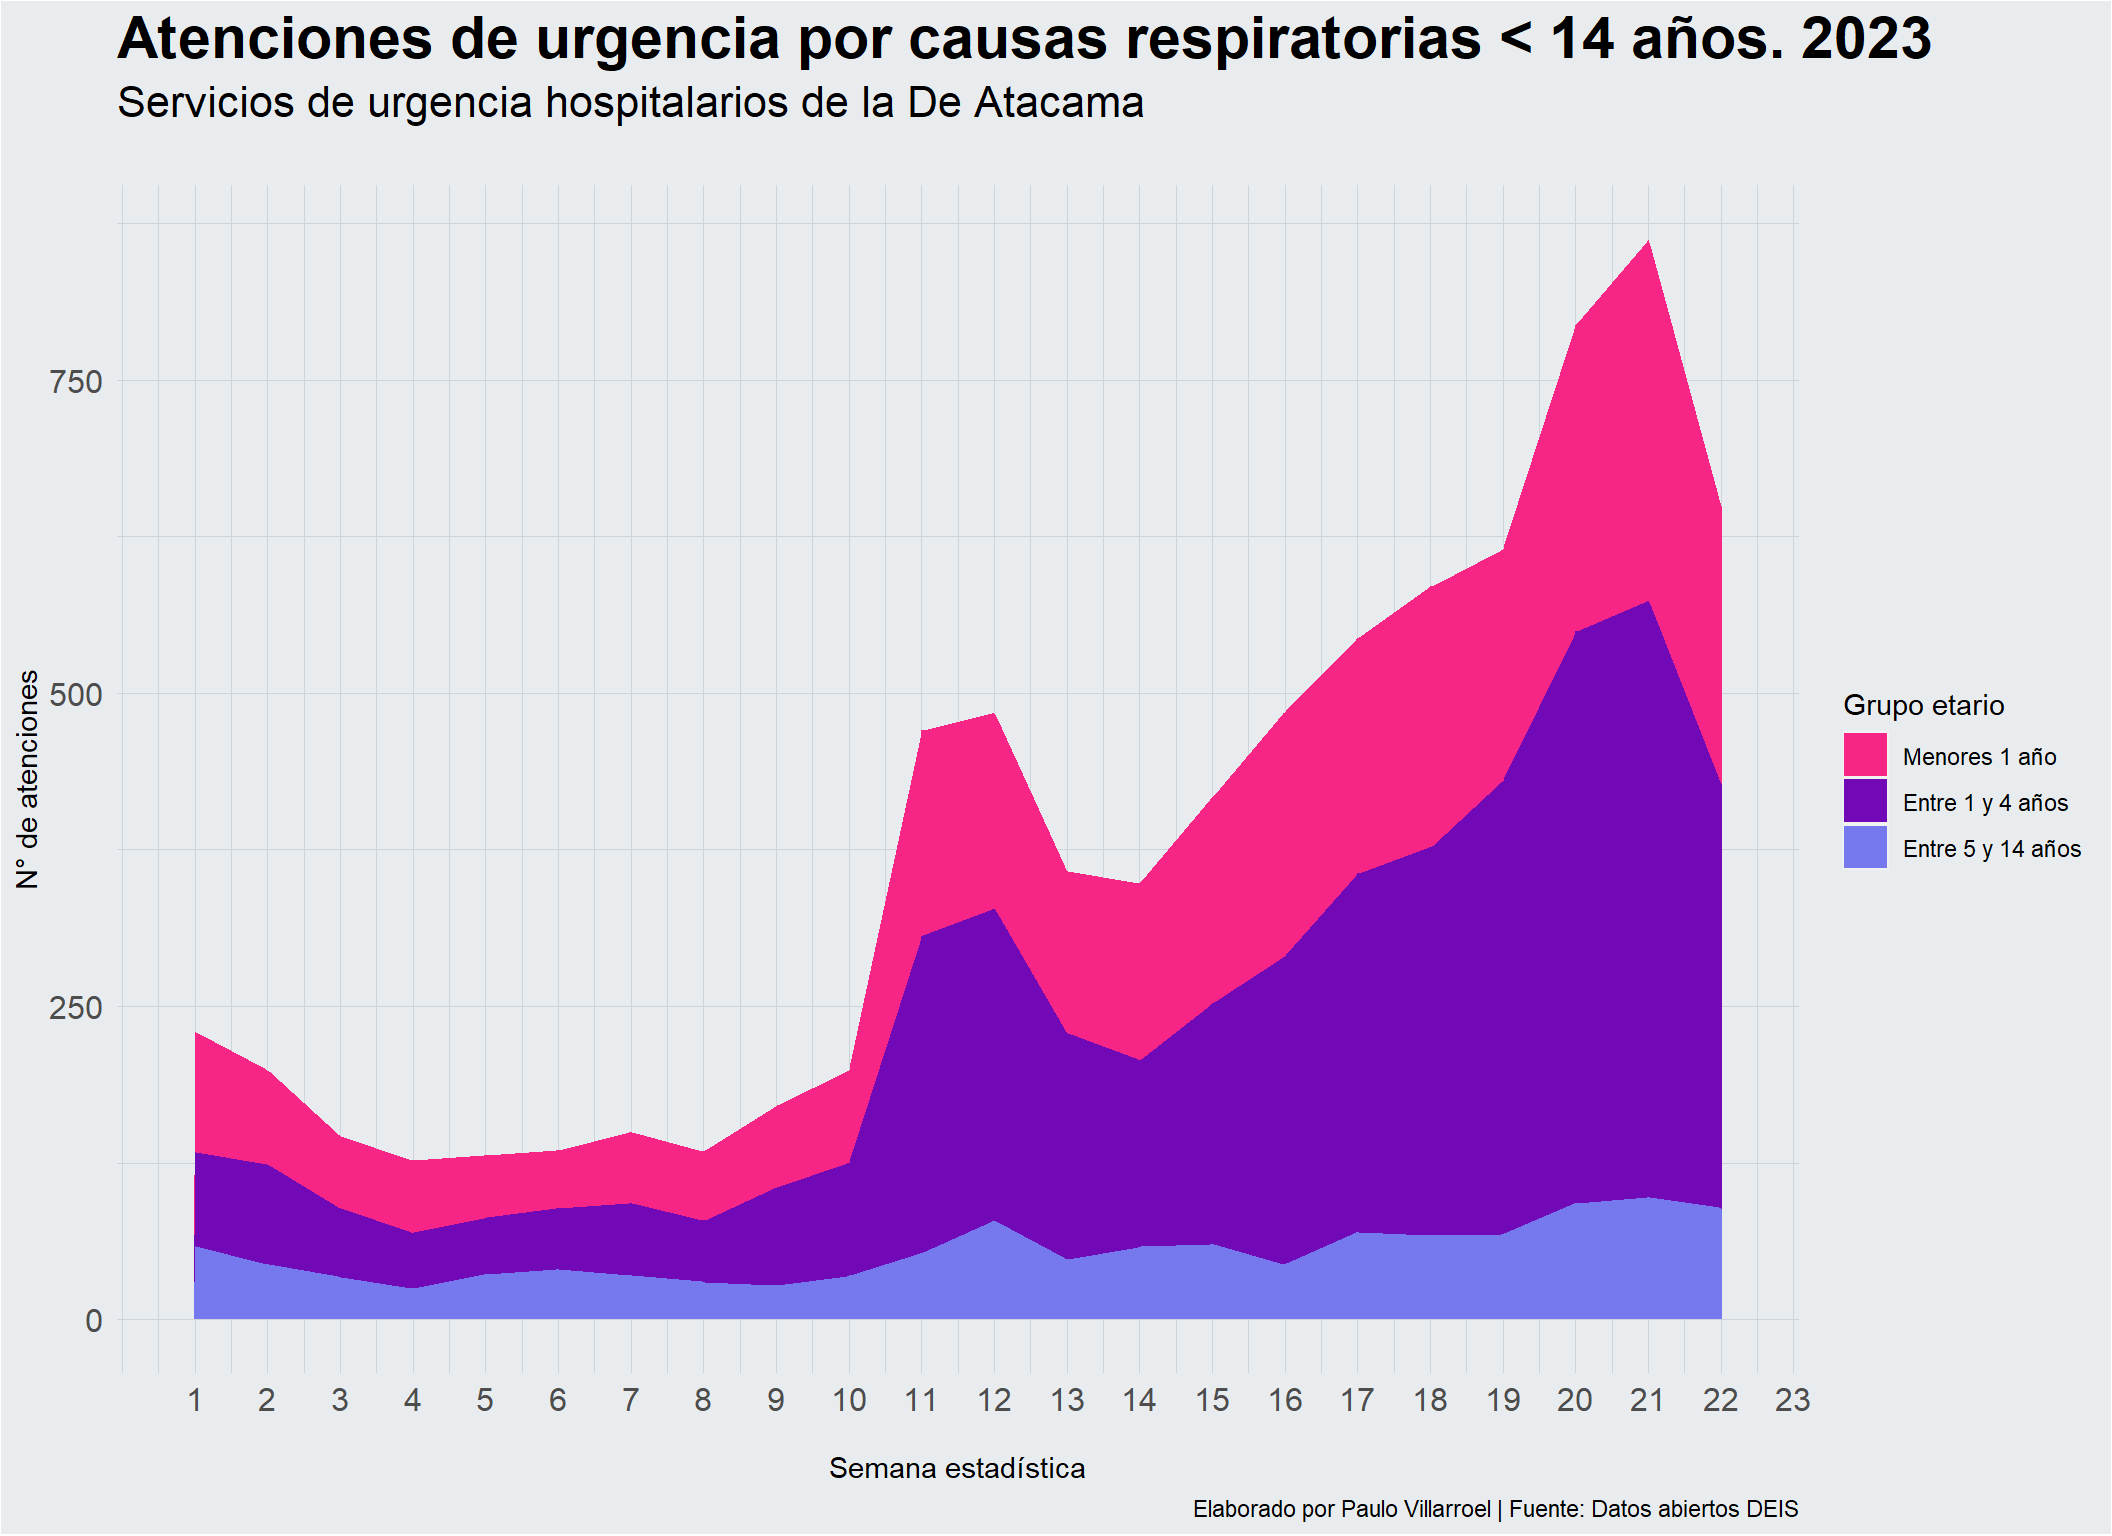 Atenciones de urgencia por causas respiratorias < 14 años. 2023
Servicios de urgencia hospitalarios de la De Atacama
N° de atenciones
750
500
250
0
Grupo etario
Menores 1 año
Entre 1 y 4 años
Entre 5 y 14 años
1 2 3 4 5 6 7 8 9 10 11 12 13 14 15 16 17 18 19 20 21 22 23
Semana estadística
Elaborado por Paulo Villarroel | Fuente: Datos abiertos DEIS